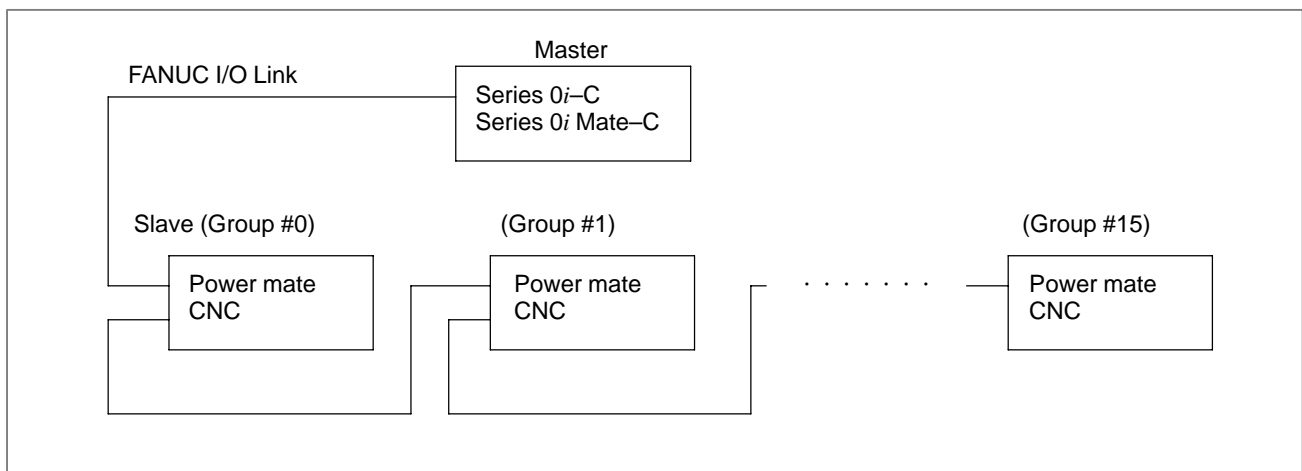 Master
FANUC I/O Link
Series 0i–C
Series 0i Mate–C
Slave (Group #0)
(Group #1)
(Group #15)
Power mate
CNC
Power mate
CNC
. . . . . . .
Power mate
CNC